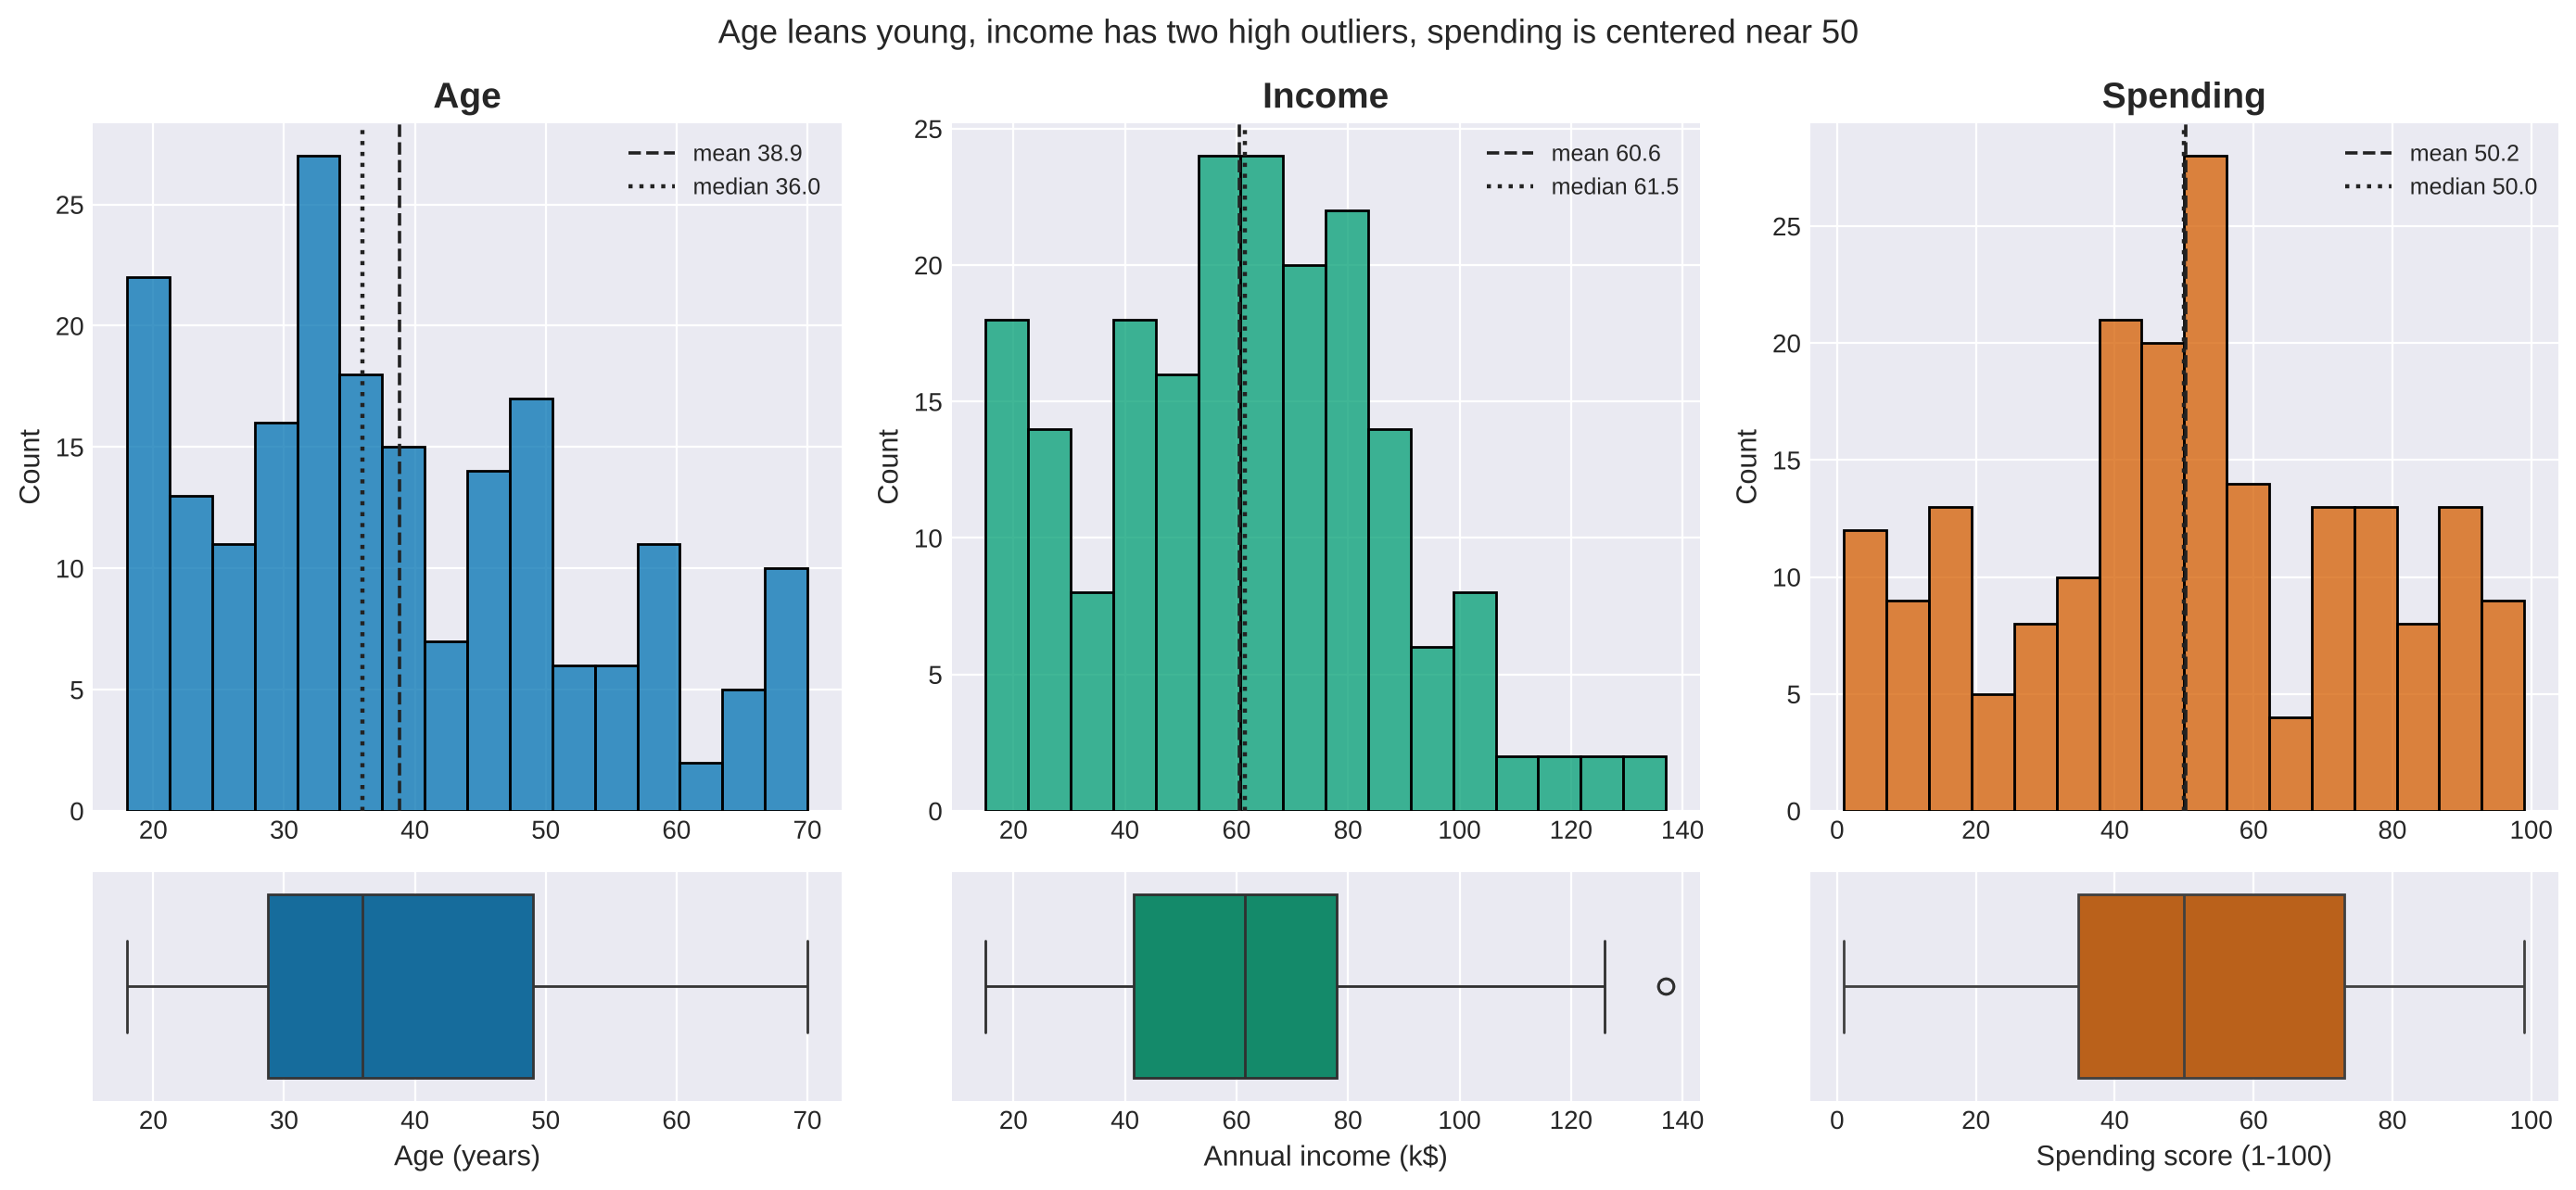 Age leans young, income has two high outliers, spending is centered near 50
Age
mean 38.9
median 36.0
Count
25
20
15
10
5
0
20 30 40 50 60 70
20 30 40 50 60 70
Age (years)
Income
mean 60.6
median 61.5
Count
25
20
15
10
5
0
20 40 60 80 100 120 140
20 40 60 80 100 120 140
Annual income (k$)
Spending
mean 50.2
median 50.0
Count
25
20
15
10
5
0
0 20 40 60 80 100
0 20 40 60 80 100
Spending score (1-100)